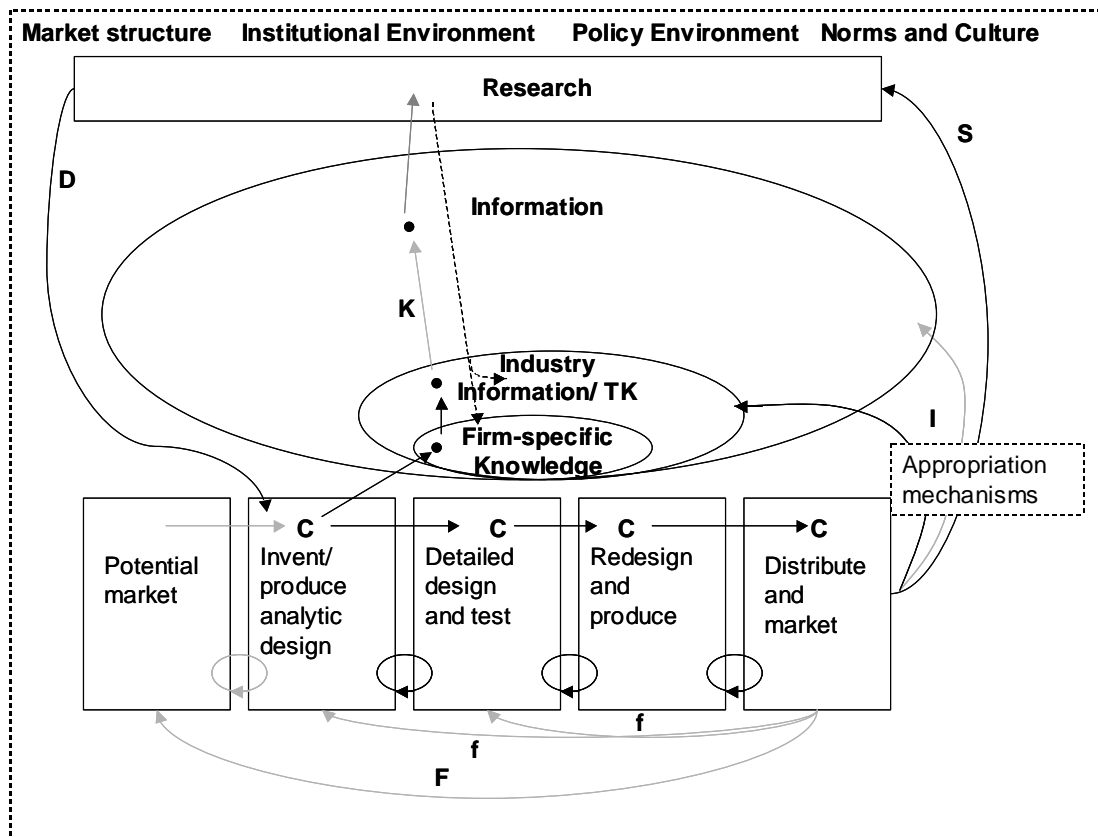 Market structure Institutional Environment Policy Environment Norms and Culture
Research
S
D
Information
K
Industry
Information/ TK
I
Firm-specific
Knowledge
Appropriation
mechanisms
C C C C
Potential
market
Invent/
produce
analytic
design
Detailed
design
and test
Redesign
and
produce
Distribute
and
market
f
f
F